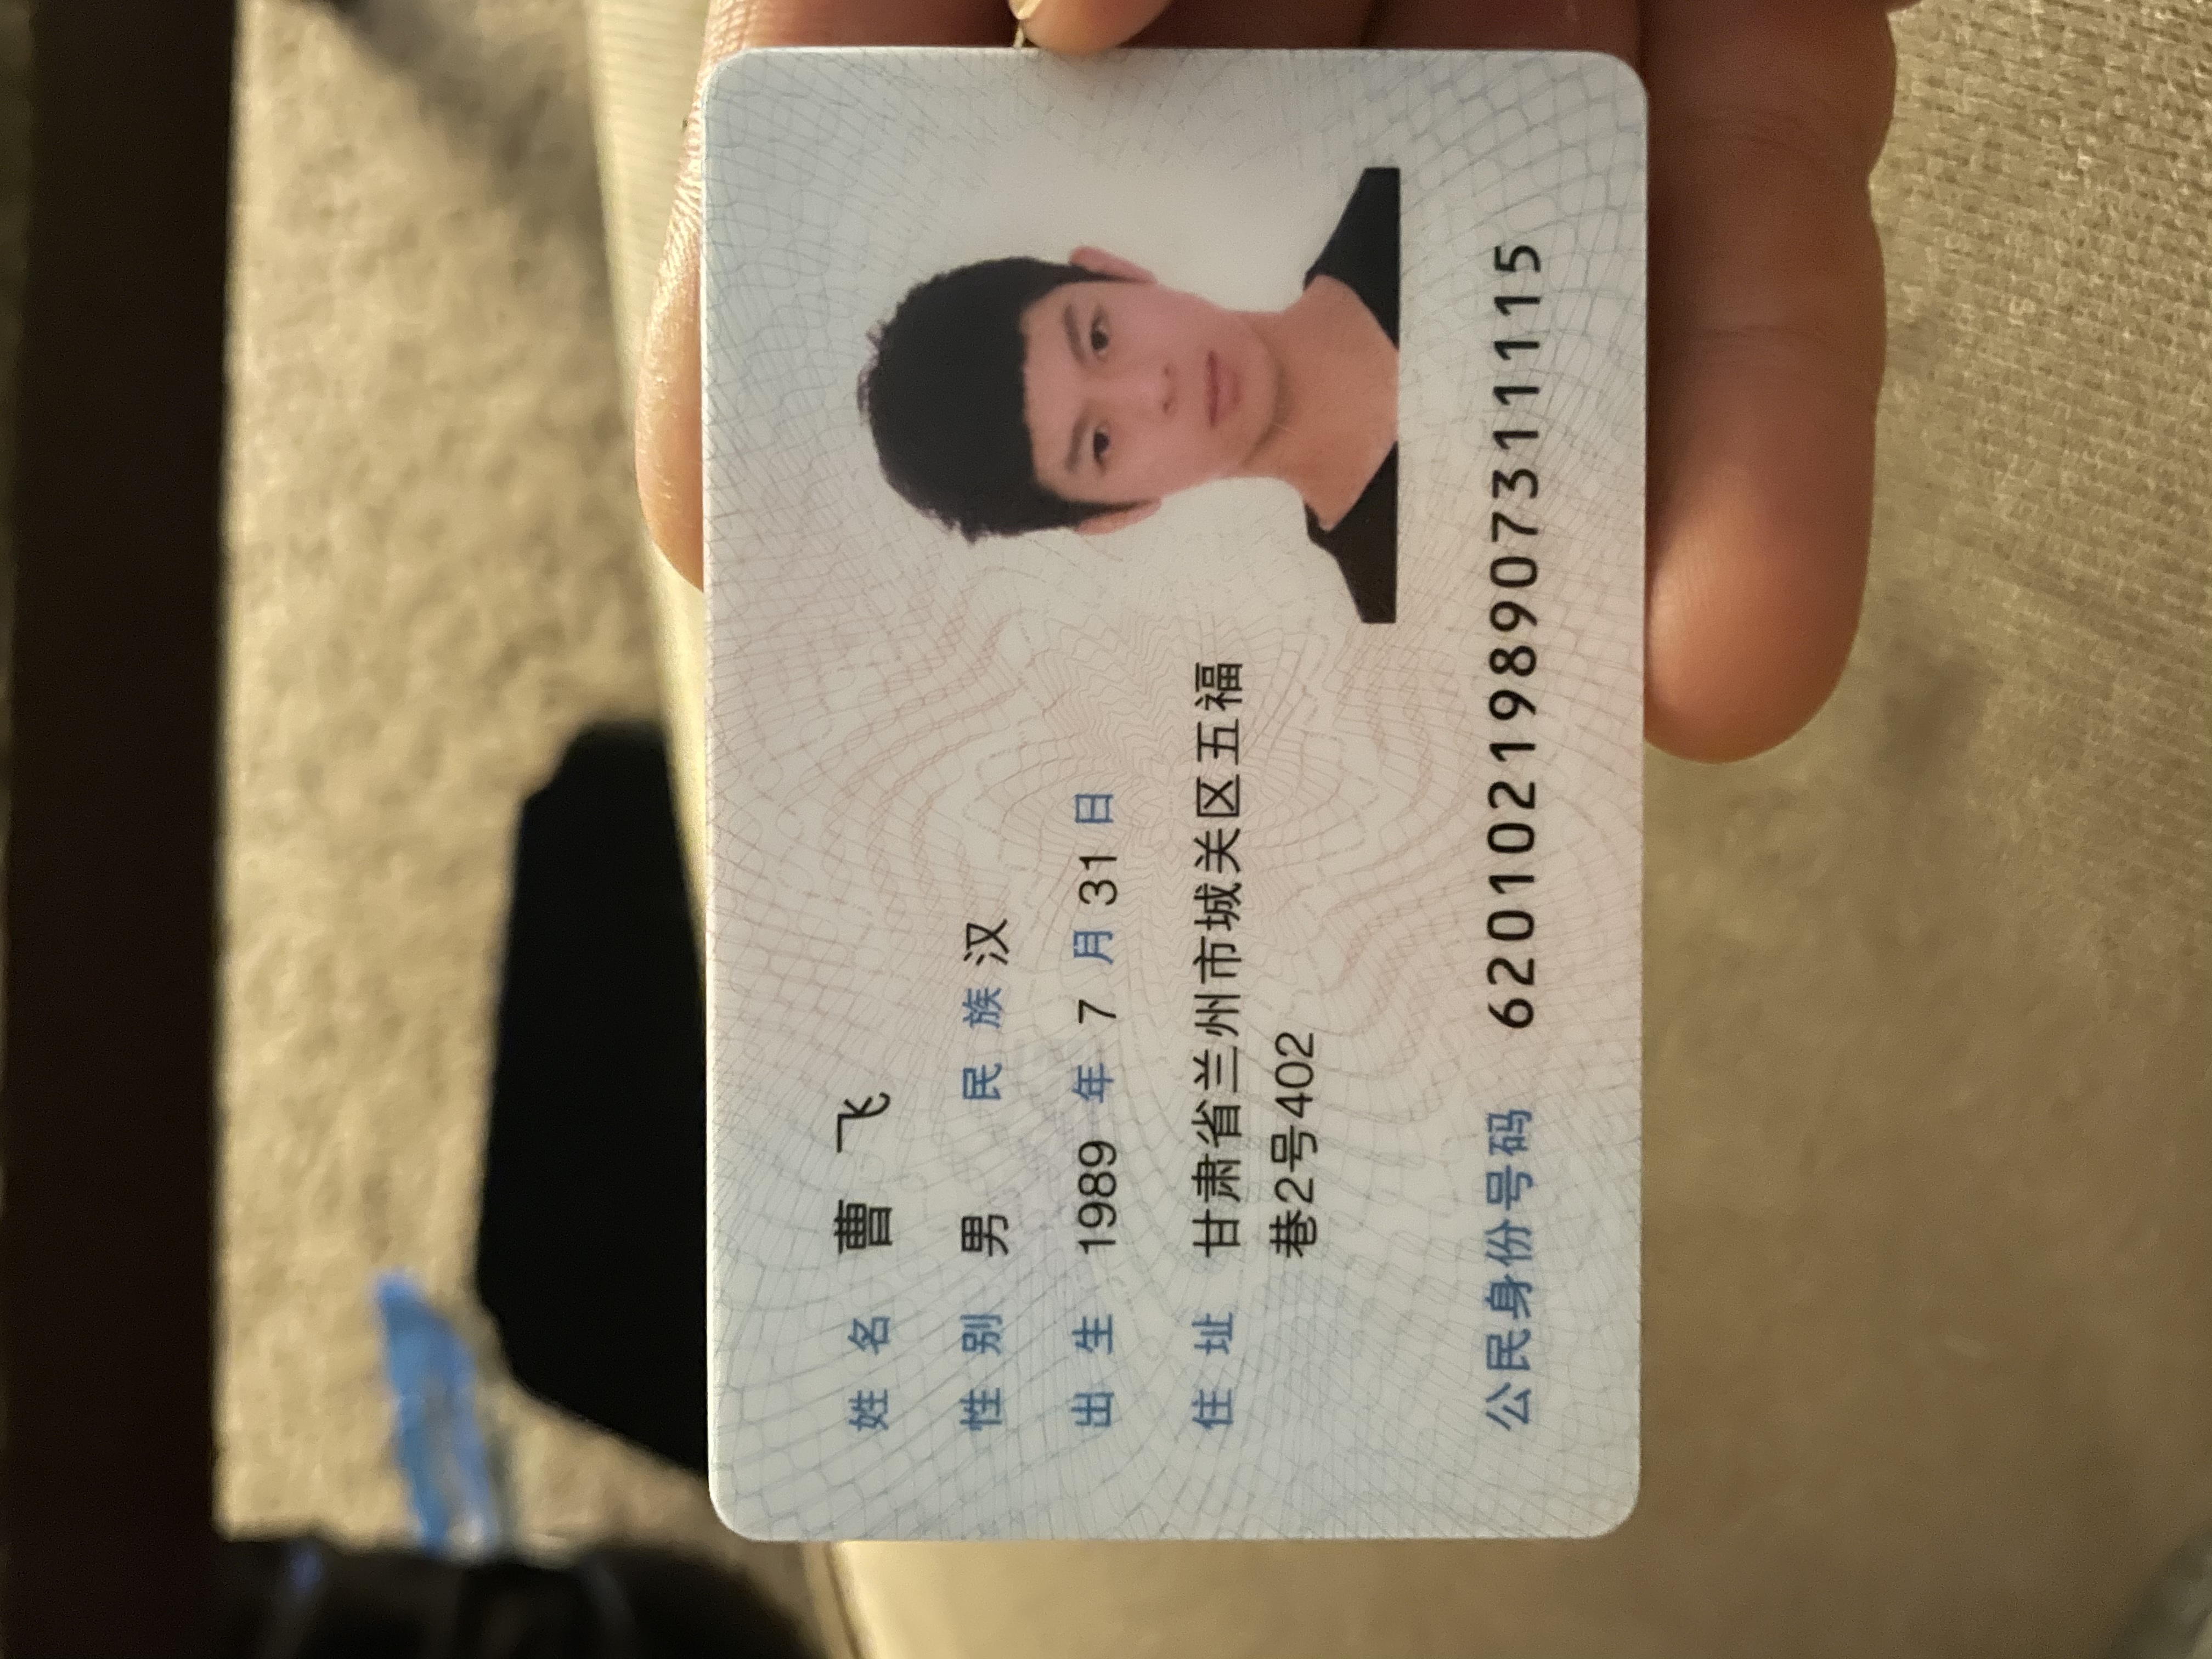 姓名 曹飞
性别 男 民族 汉
出生 1989 年 7 月 31 日
住址 甘肃省兰州市城关区五福
巷2号402
公民身份号码 620102198907311115